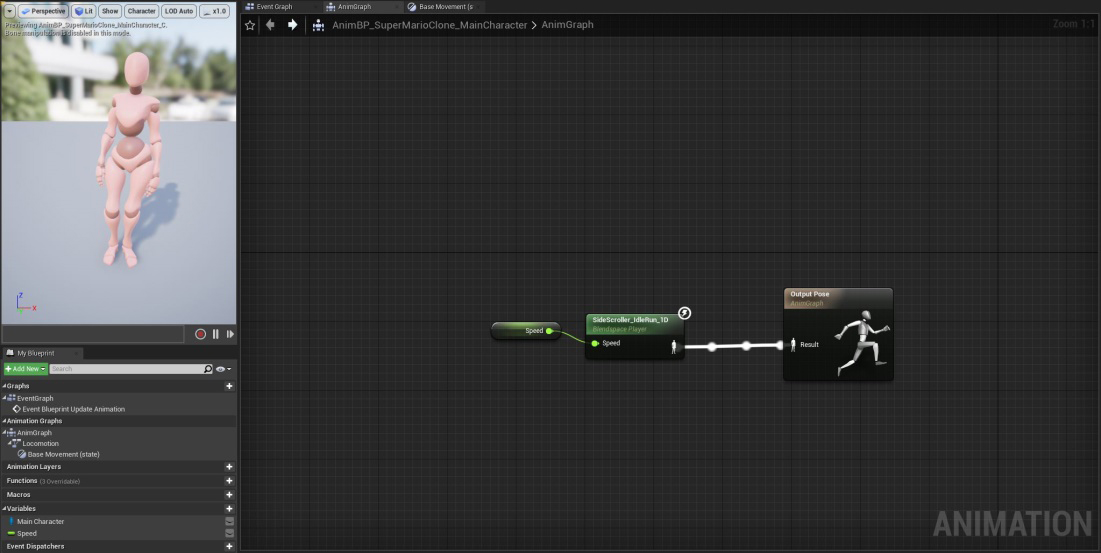 Perspective Lit Show Character LOD Auto x1.0
Previewing AnimBP_SuperMarioClone_MainCharacter_C.
Bone manipulation is disabled in this mode.
Z
X
Event Graph AnimGraph Base Movement (s
AnimBP_SuperMarioClone_MainCharacter > AnimGraph Zoom 1:1
Speed
SideScroller_IdleRun_1D
Blendspace Player
Speed
Output Pose
AnimGraph
Result
ANIMATION
My Blueprint
+Add New Search
Graphs
EventGraph
Event Blueprint Update Animation
Animation Graphs
AnimGraph
Locomotion
Base Movement (state)
Animation Layers
Functions (3 Overridable)
Macros
Variables
Main Character
Speed
Event Dispatchers